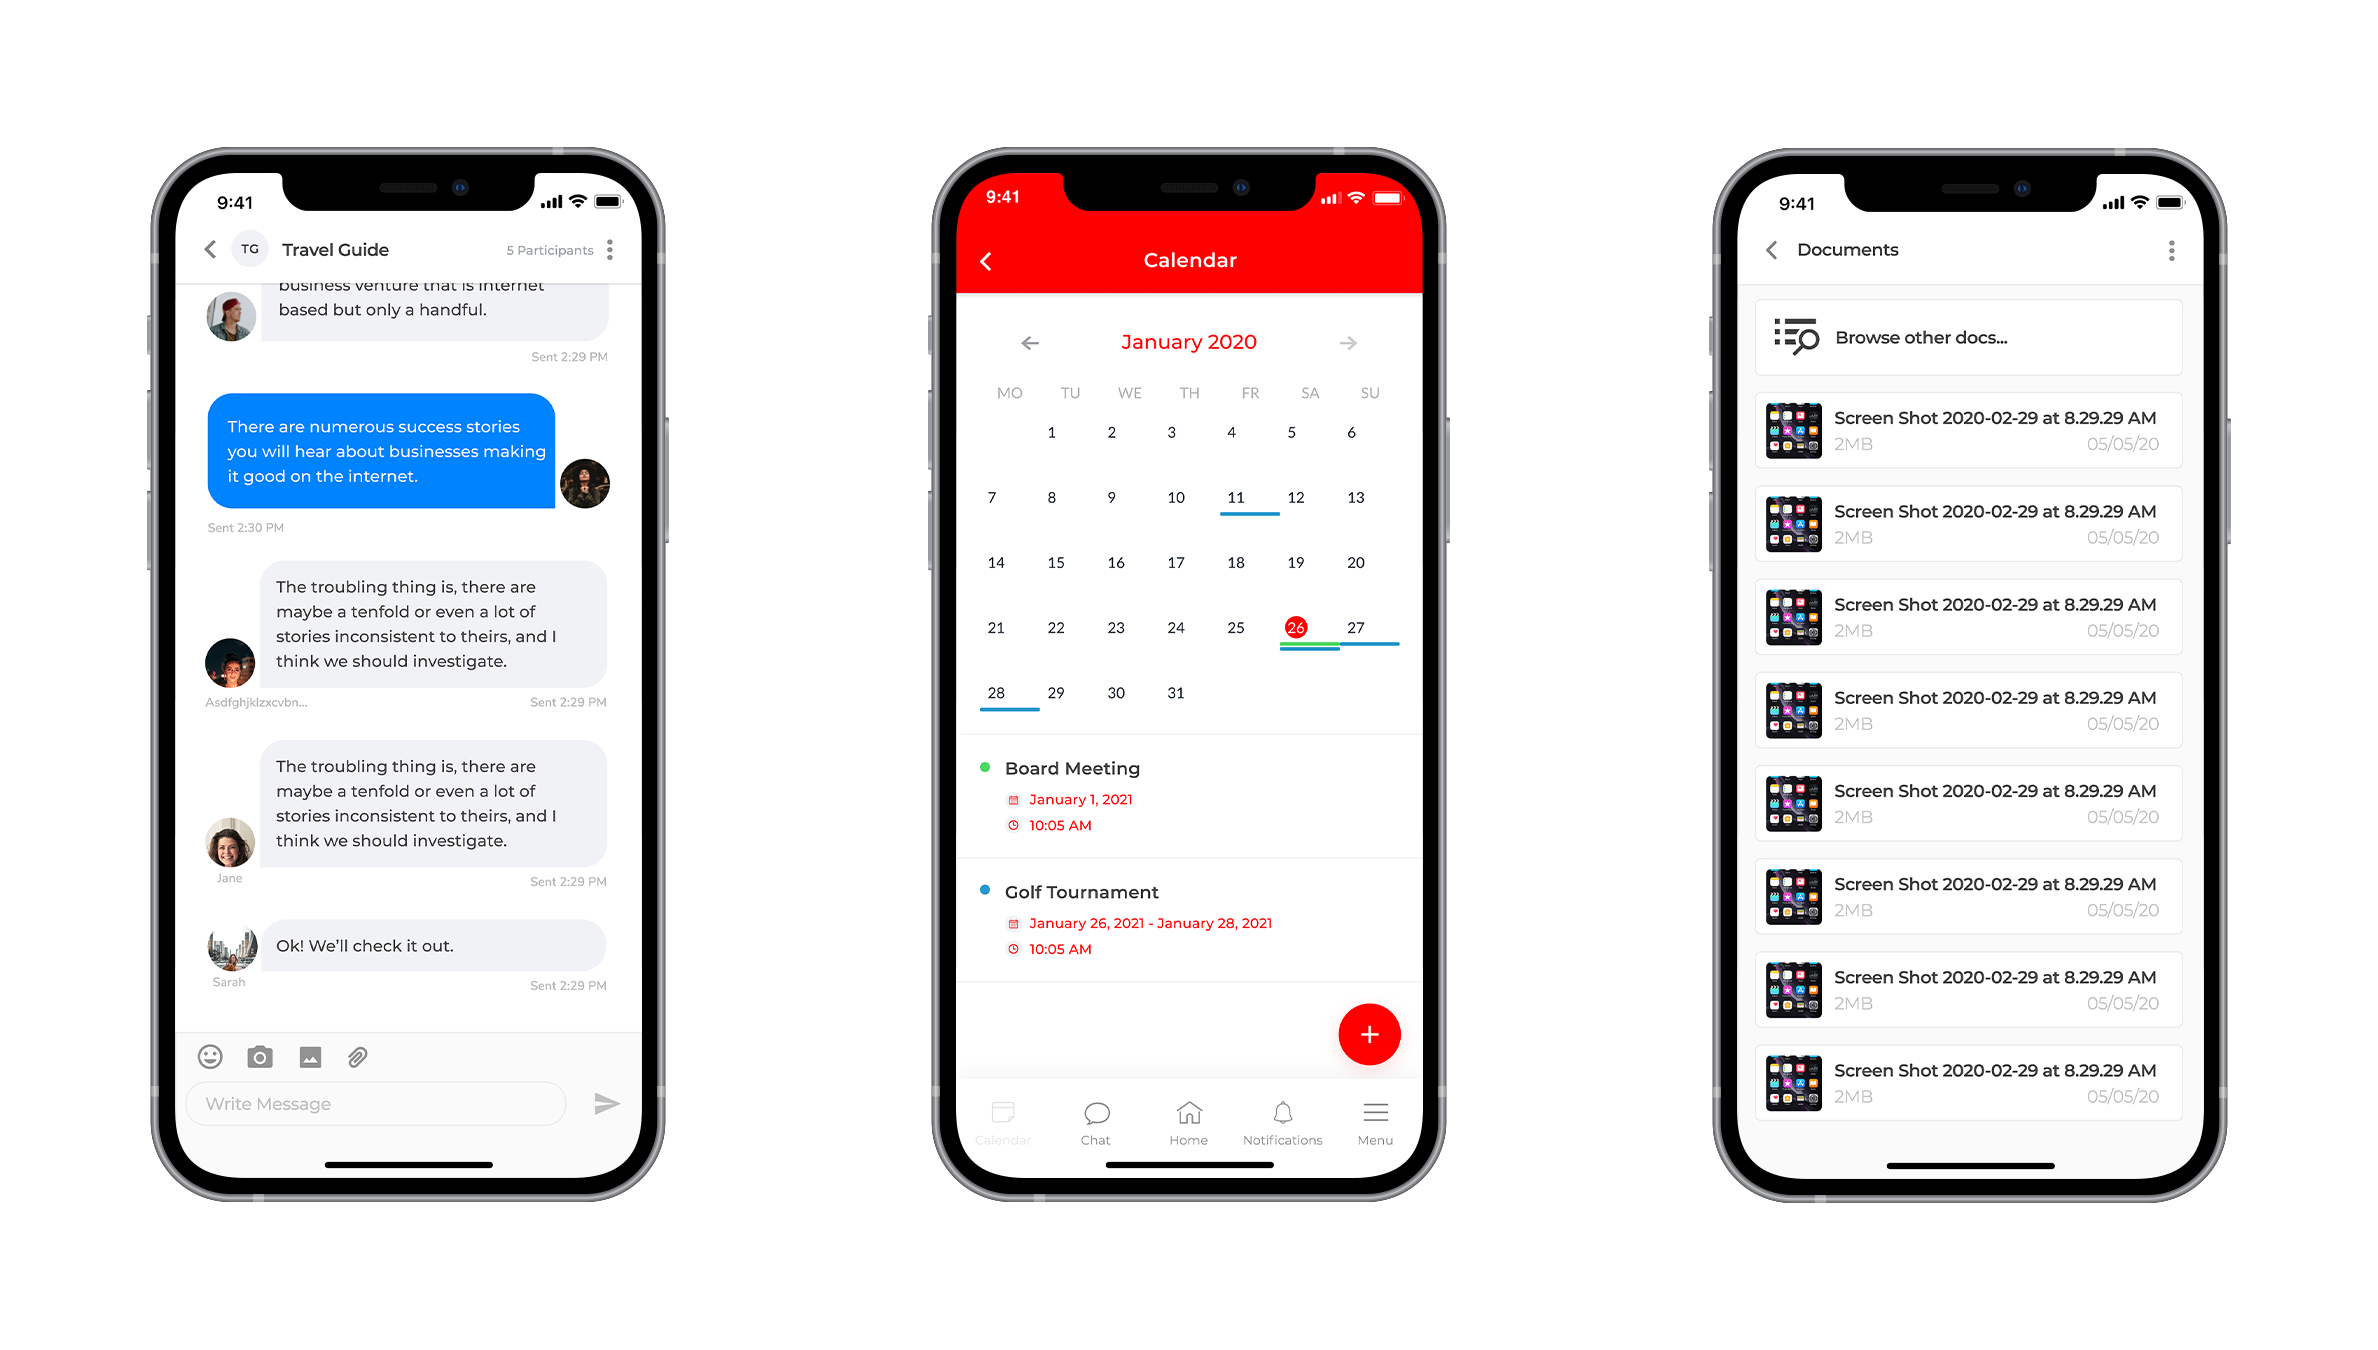 9:41
TG
Travel Guide
5 Participants
business venture that is internet
based but only a handful.
Sent 2:29 PM
There are numerous success stories
you will hear about businesses making
it good on the internet.
Sent 2:30 PM
The troubling thing is, there are
maybe a tenfold or even a lot of
stories inconsistent to theirs, and I
think we should investigate.
Asdfghjklzxcvbn...
Sent 2:29 PM
The troubling thing is, there are
maybe a tenfold or even a lot of
stories inconsistent to theirs, and I
think we should investigate.
Jane
Sent 2:29 PM
Ok! We'll check it out.
Sarah
Sent 2:29 PM
Write Message
9:41
Calendar
January 2020
MO TU WE TH FR SA SU
1 2 3 4 5 6
7 8 9 10 11 12 13
14 15 16 17 18 19 20
21 22 23 24 25 26 27
28 29 30 31
Board Meeting
January 1, 2021
10:05 AM
Golf Tournament
January 26, 2021 - January 28, 2021
10:05 AM
+
Calendar Chat Home Notifications Menu
9:41
Documents
Browse other docs...
Screen Shot 2020-02-29 at 8.29.29 AM
2MB 05/05/20
Screen Shot 2020-02-29 at 8.29.29 AM
2MB 05/05/20
Screen Shot 2020-02-29 at 8.29.29 AM
2MB 05/05/20
Screen Shot 2020-02-29 at 8.29.29 AM
2MB 05/05/20
Screen Shot 2020-02-29 at 8.29.29 AM
2MB 05/05/20
Screen Shot 2020-02-29 at 8.29.29 AM
2MB 05/05/20
Screen Shot 2020-02-29 at 8.29.29 AM
2MB 05/05/20
Screen Shot 2020-02-29 at 8.29.29 AM
2MB 05/05/20